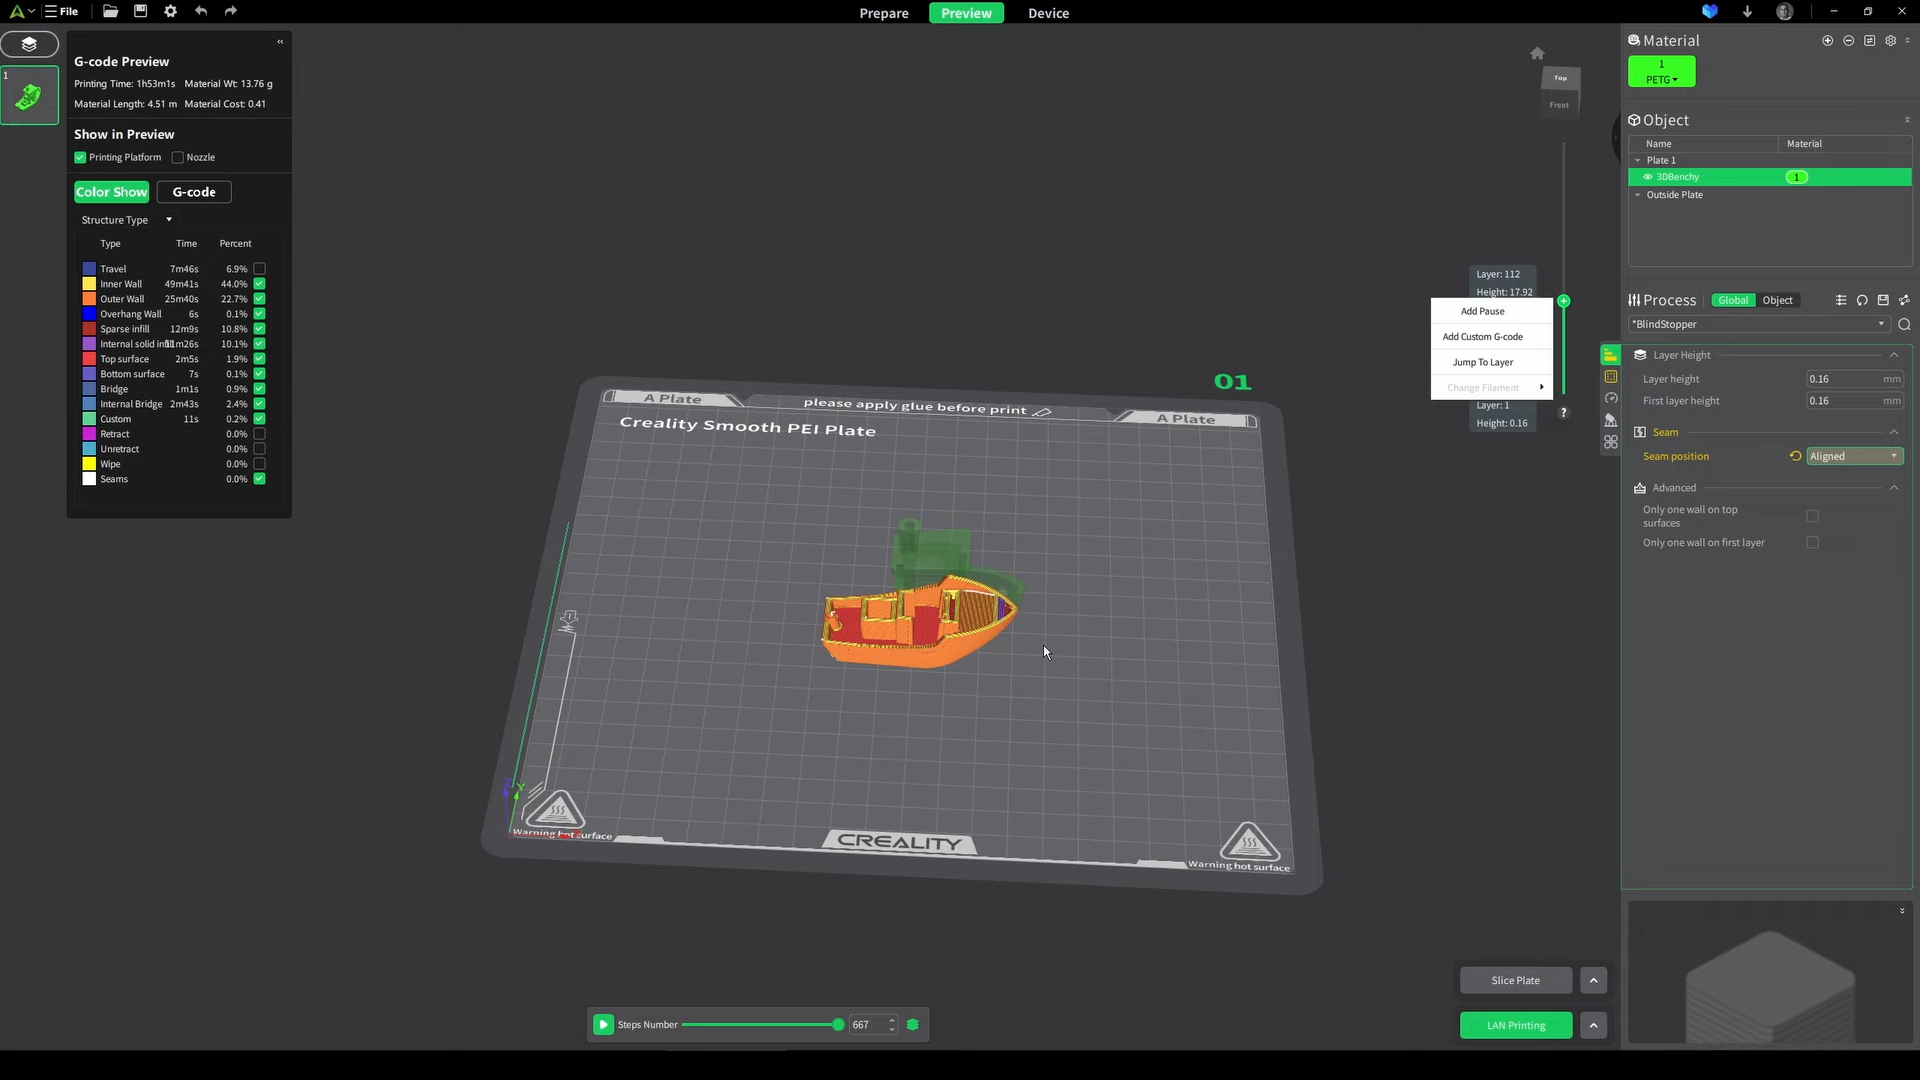 File
Prepare
Preview
Device
1
G-code Preview
Printing Time: 1h53m1s Material Wt: 13.76 g
Material Length: 4.51 m Material Cost: 0.41
Show in Preview
Printing Platform
Nozzle
Color Show
G-code
Structure Type
Type Time Percent
Travel 7m46s 6.9%
Inner Wall 49m41s 44.0%
Outer Wall 25m40s 22.7%
Overhang Wall 6s 0.1%
Sparse infill 12m9s 10.8%
Internal solid infill 11m26s 10.1%
Top surface 2m5s 1.9%
Bottom surface 7s 0.1%
Bridge 1m1s 0.9%
Internal Bridge 2m43s 2.4%
Custom 11s 0.2%
Retract 0.0%
Unretract 0.0%
Wipe 0.0%
Seams 0.0%
Top
Front
Layer: 112
Height: 17.92
Add Pause
Add Custom G-code
Jump To Layer
Change Filament
Layer: 1
Height: 0.16
?
01
A Plate
please apply glue before print
A Plate
Creality Smooth PEI Plate
Y
Warning hot surface
CREALITY
Warning hot surface
Steps Number 667
Slice Plate
LAN Printing
Material
1
PETG
Object
Name Material
Plate 1
3DBenchy 1
Outside Plate
Process Global Object
*BlindStopper
Layer Height
Layer height 0.16 mm
First layer height 0.16 mm
Seam
Seam position Aligned
Advanced
Only one wall on top
surfaces
Only one wall on first layer